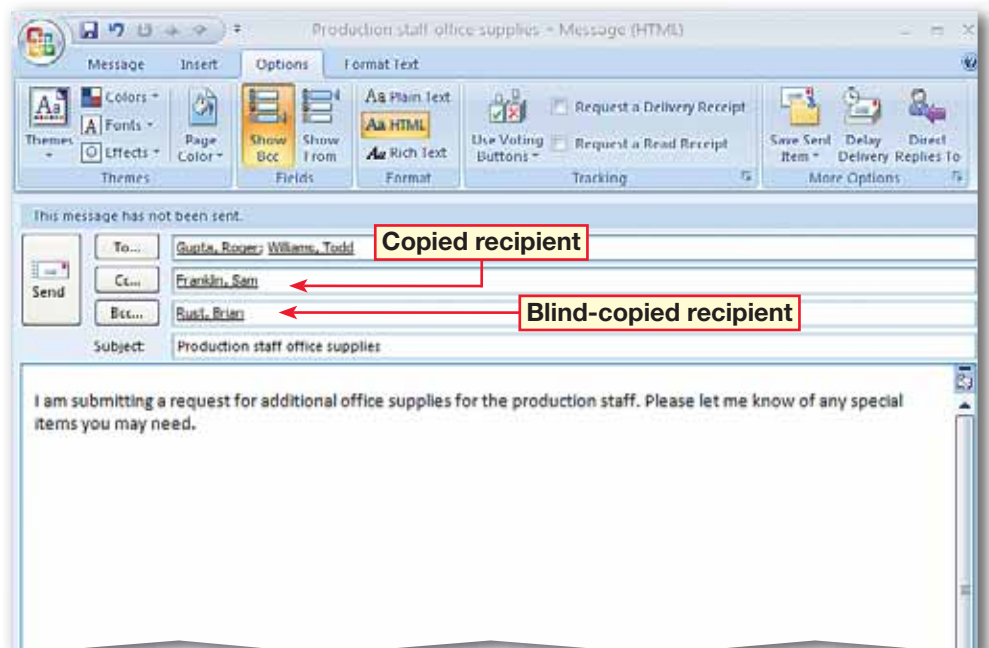 Production staff office supplies - Message (HTML)
Message Insert Options Format Text
Colors
Fonts
Effects
Themes
Page Color
Themes
Show Bcc
Show From
Fields
Aa Plain Text
Aa HTML
Aa Rich Text
Format
Use Voting Buttons
Request a Delivery Receipt
Request a Read Receipt
Tracking
Save Sent Item
Delay Delivery
Direct Replies To
More Options
This message has not been sent.
Send
To... Gupta, Roger; Williams, Todd
Copied recipient
Cc... Franklin, Sam
Bcc... Rust, Brian
Blind-copied recipient
Subject: Production staff office supplies
I am submitting a request for additional office supplies for the production staff. Please let me know of any special
items you may need.